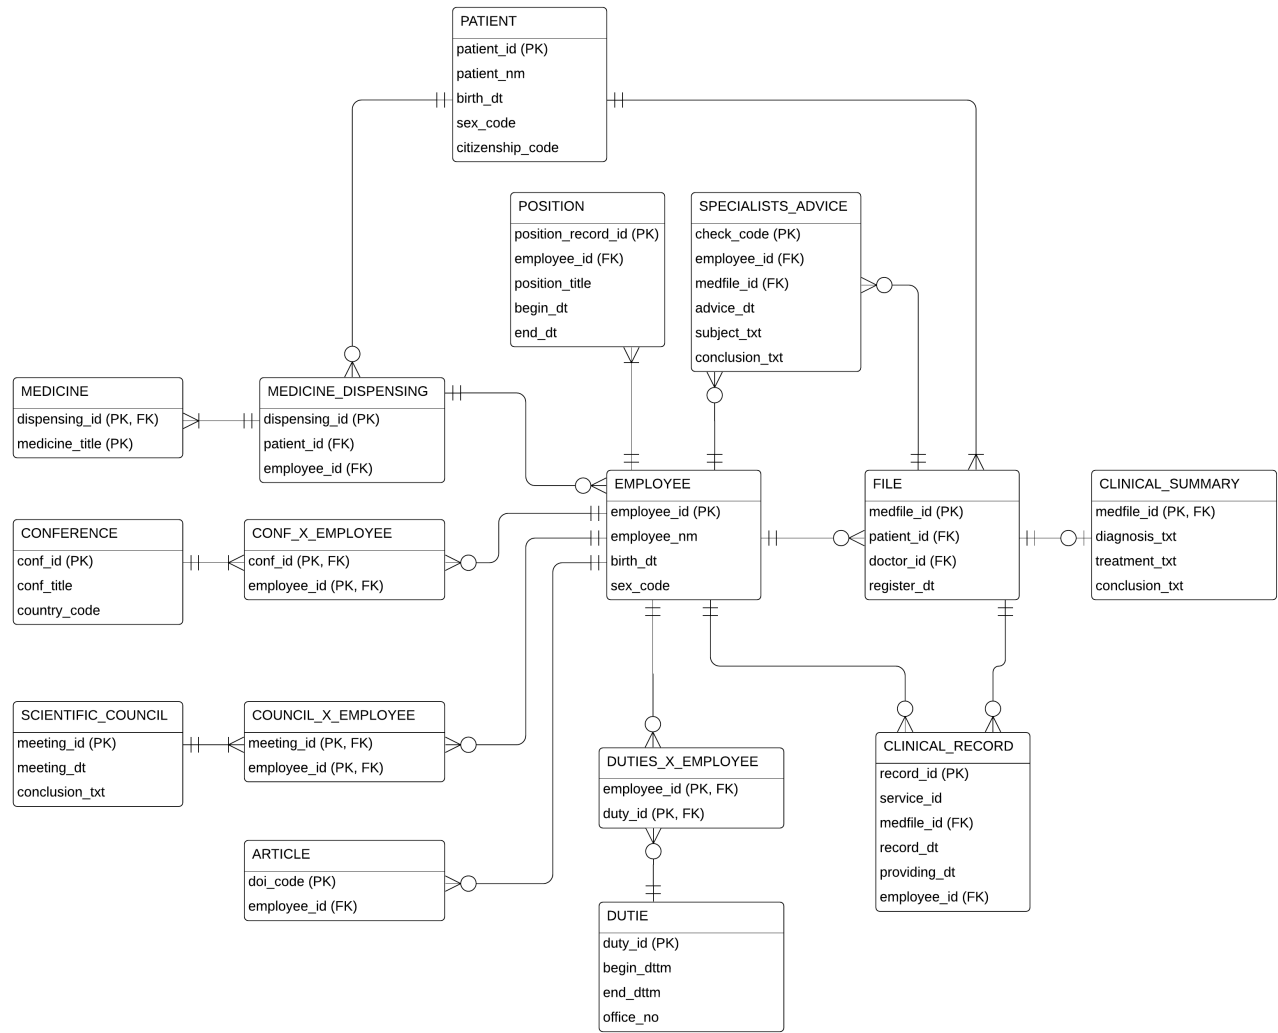 PATIENT
patient_id (PK)
patient_nm
birth_dt
sex_code
citizenship_code
POSITION
position_record_id (PK)
employee_id (FK)
position_title
begin_dt
end_dt
SPECIALISTS_ADVICE
check_code (PK)
employee_id (FK)
medfile_id (FK)
advice_dt
subject_txt
conclusion_txt
MEDICINE
dispensing_id (PK, FK)
medicine_title (PK)
MEDICINE_DISPENSING
dispensing_id (PK)
patient_id (FK)
employee_id (FK)
EMPLOYEE
employee_id (PK)
employee_nm
birth_dt
sex_code
FILE
medfile_id (PK)
patient_id (FK)
doctor_id (FK)
register_dt
CLINICAL_SUMMARY
medfile_id (PK, FK)
diagnosis_txt
treatment_txt
conclusion_txt
CONFERENCE
conf_id (PK)
conf_title
country_code
CONF_X_EMPLOYEE
conf_id (PK, FK)
employee_id (PK, FK)
SCIENTIFIC_COUNCIL
meeting_id (PK)
meeting_dt
conclusion_txt
COUNCIL_X_EMPLOYEE
meeting_id (PK, FK)
employee_id (PK, FK)
DUTIES_X_EMPLOYEE
employee_id (PK, FK)
duty_id (PK, FK)
CLINICAL_RECORD
record_id (PK)
service_id
medfile_id (FK)
record_dt
providing_dt
employee_id (FK)
ARTICLE
doi_code (PK)
employee_id (FK)
DUTIE
duty_id (PK)
begin_dttm
end_dttm
office_no